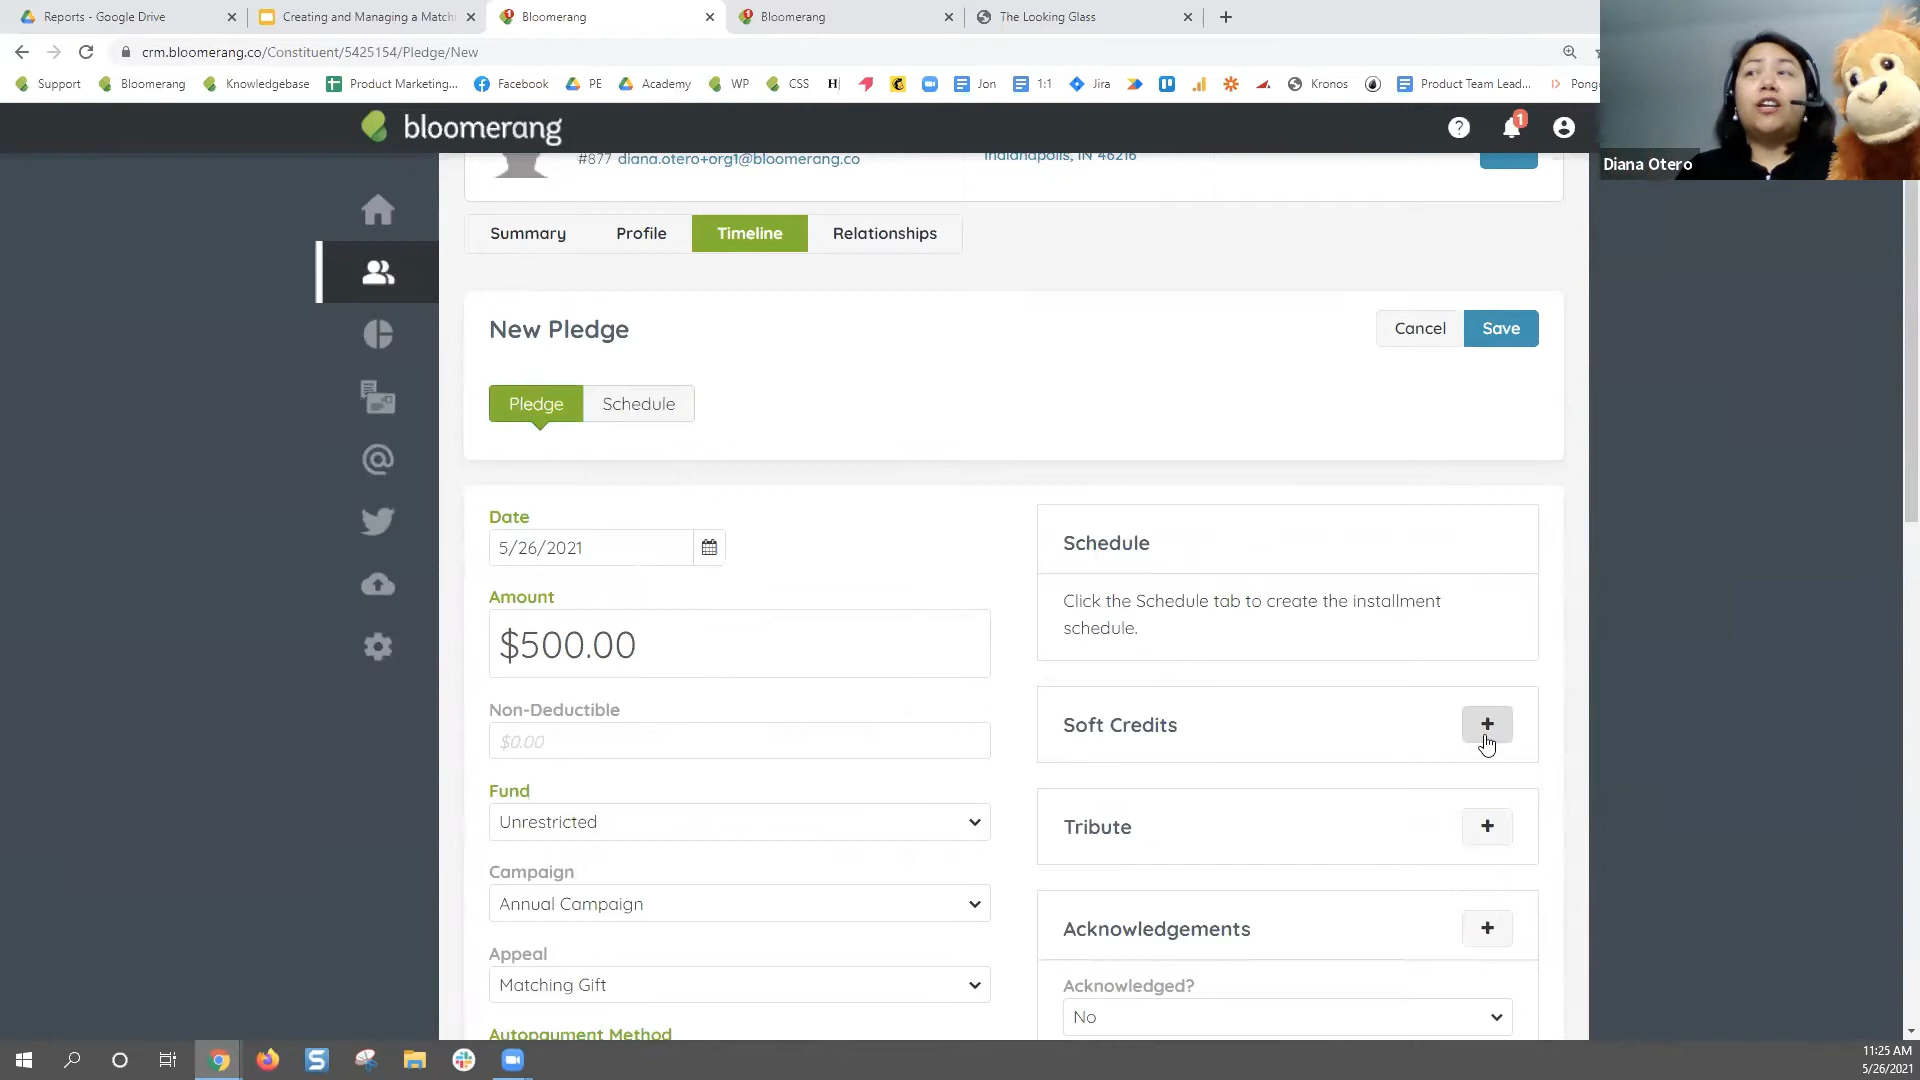 Reports - Google Drive
Creating and Managing a Match
Bloomerang
Bloomerang
The Looking Glass
crm.bloomerang.co/Constituent/5425154/Pledge/New
Support
Bloomerang
Knowledgebase
Product Marketing...
Facebook
PE
Academy
WP
CSS
H
Jon
1:1
Jira
Kronos
Product Team Lead...
Pong
bloomerang
1
Diana Otero
#877 diana.otero+org1@bloomerang.co
Indianapolis, IN 46216
Summary
Profile
Timeline
Relationships
New Pledge
Cancel
Save
Pledge
Schedule
Date
5/26/2021
Amount
$500.00
Non-Deductible
$0.00
Fund
Unrestricted
Campaign
Annual Campaign
Appeal
Matching Gift
Autopayment Method
Schedule
Click the Schedule tab to create the installment
schedule.
Soft Credits
Tribute
Acknowledgements
Acknowledged?
No
11:25 AM
5/26/2021